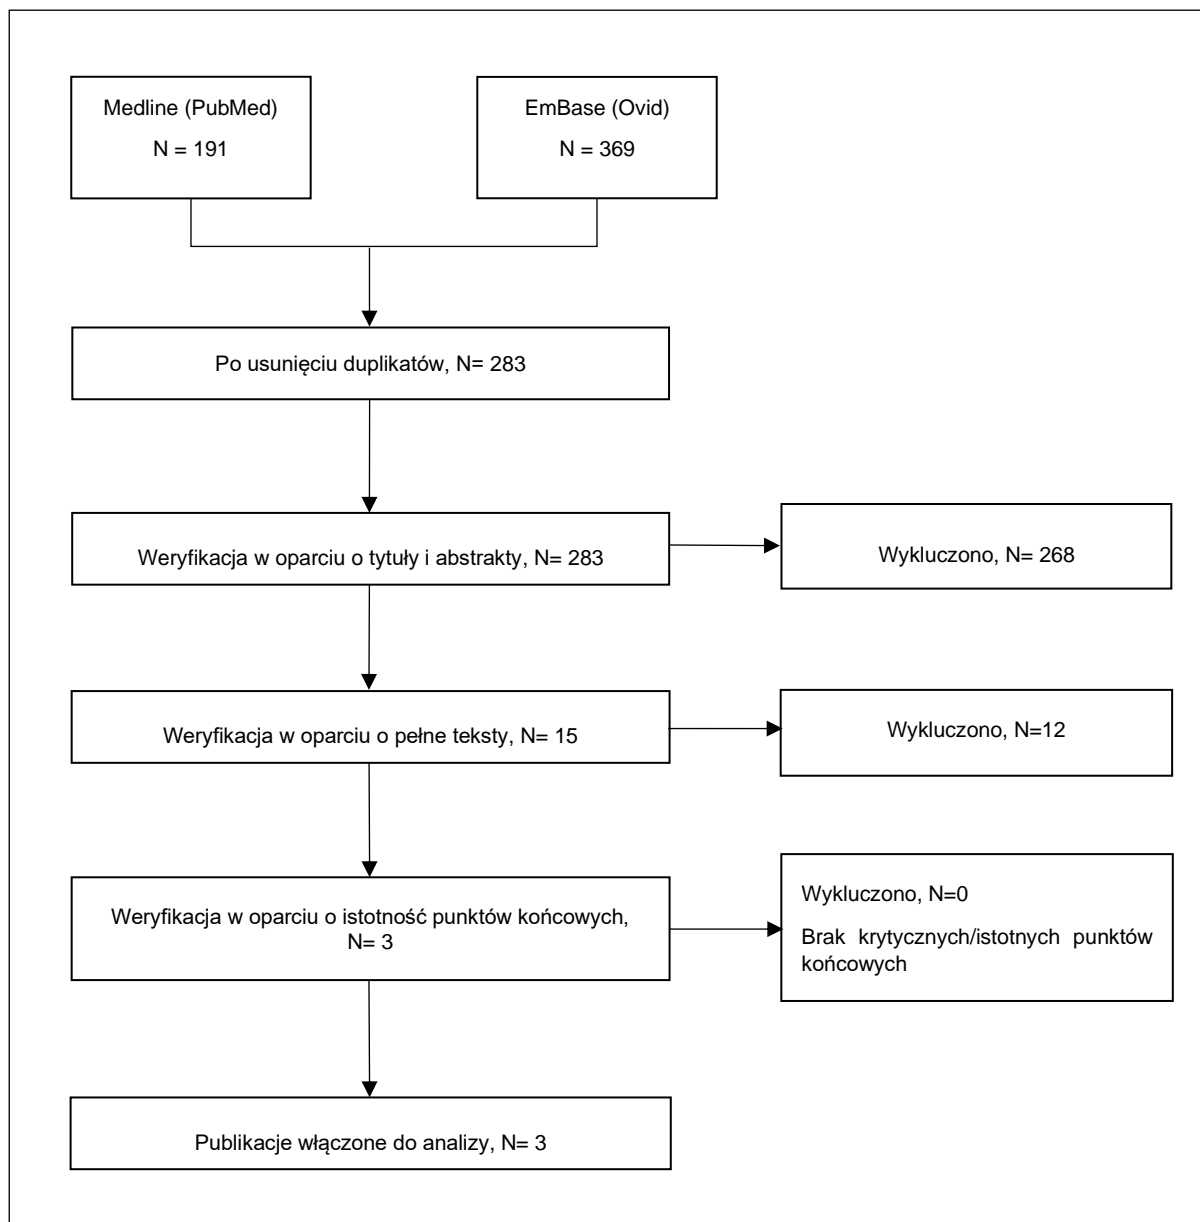 Medline (PubMed)
N = 191
EmBase (Ovid)
N = 369
Po usunięciu duplikatów, N= 283
Weryfikacja w oparciu o tytuły i abstrakty, N= 283
Wykluczono, N= 268
Weryfikacja w oparciu o pełne teksty, N= 15
Wykluczono, N=12
Weryfikacja w oparciu o istotność punktów końcowych,
N= 3
Wykluczono, N=0
Brak krytycznych/istotnych punktów
końcowych
Publikacje włączone do analizy, N= 3